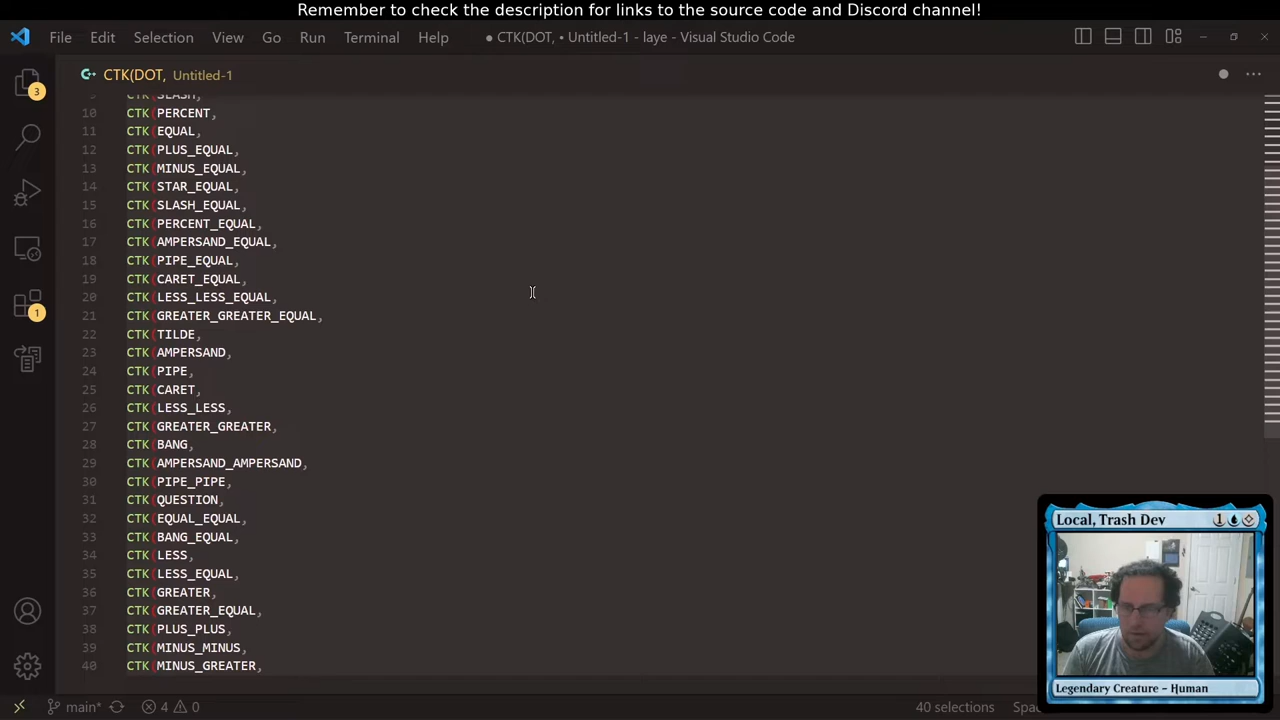 Remember to check the description for links to the source code and Discord channel!
File Edit Selection View Go Run Terminal Help
● CTK(DOT, • Untitled-1 - laye - Visual Studio Code
CTK(DOT, Untitled-1
3
1
9 CTK(SLASH,
10 CTK(PERCENT,
11 CTK(EQUAL,
12 CTK(PLUS_EQUAL,
13 CTK(MINUS_EQUAL,
14 CTK(STAR_EQUAL,
15 CTK(SLASH_EQUAL,
16 CTK(PERCENT_EQUAL,
17 CTK(AMPERSAND_EQUAL,
18 CTK(PIPE_EQUAL,
19 CTK(CARET_EQUAL,
20 CTK(LESS_LESS_EQUAL,
21 CTK(GREATER_GREATER_EQUAL,
22 CTK(TILDE,
23 CTK(AMPERSAND,
24 CTK(PIPE,
25 CTK(CARET,
26 CTK(LESS_LESS,
27 CTK(GREATER_GREATER,
28 CTK(BANG,
29 CTK(AMPERSAND_AMPERSAND,
30 CTK(PIPE_PIPE,
31 CTK(QUESTION,
32 CTK(EQUAL_EQUAL,
33 CTK(BANG_EQUAL,
34 CTK(LESS,
35 CTK(LESS_EQUAL,
36 CTK(GREATER,
37 CTK(GREATER_EQUAL,
38 CTK(PLUS_PLUS,
39 CTK(MINUS_MINUS,
40 CTK(MINUS_GREATER,
Local, Trash Dev 1
Legendary Creature - Human
main* 4 0 40 selections